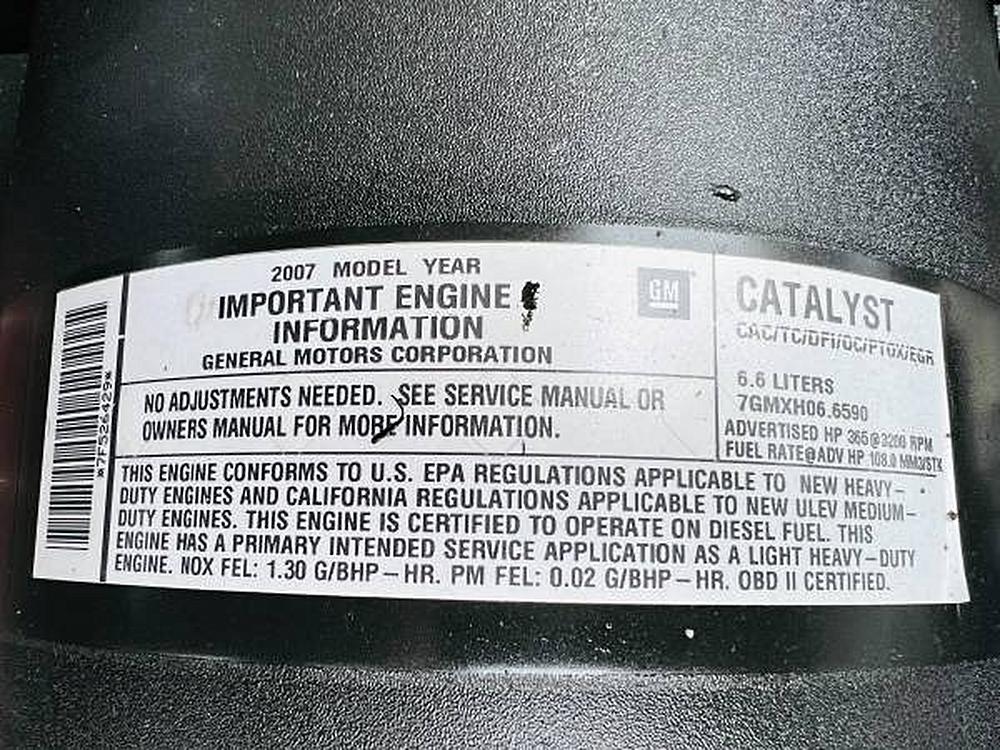 2007 MODEL YEAR
IMPORTANT ENGINE
INFORMATION
GENERAL MOTORS CORPORATION
GM
NO ADJUSTMENTS NEEDED. SEE SERVICE MANUAL OR
OWNERS MANUAL FOR MORE INFORMATION.
CATALYST
CAC/TC/DFI/OC/PTOX/EGR
6.6 LITERS
7GMXH06.6590
ADVERTISED HP 365@3200 RPM
FUEL RATE@ADV HP 108.0 MM3/STK
THIS ENGINE CONFORMS TO U.S. EPA REGULATIONS APPLICABLE TO NEW HEAVY-
DUTY ENGINES AND CALIFORNIA REGULATIONS APPLICABLE TO NEW ULEV MEDIUM-
DUTY ENGINES. THIS ENGINE IS CERTIFIED TO OPERATE ON DIESEL FUEL. THIS
ENGINE HAS A PRIMARY INTENDED SERVICE APPLICATION AS A LIGHT HEAVY-DUTY
ENGINE. NOX FEL: 1.30 G/BHP-HR. PM FEL: 0.02 G/BHP-HR. OBD II CERTIFIED.
*7F526429*